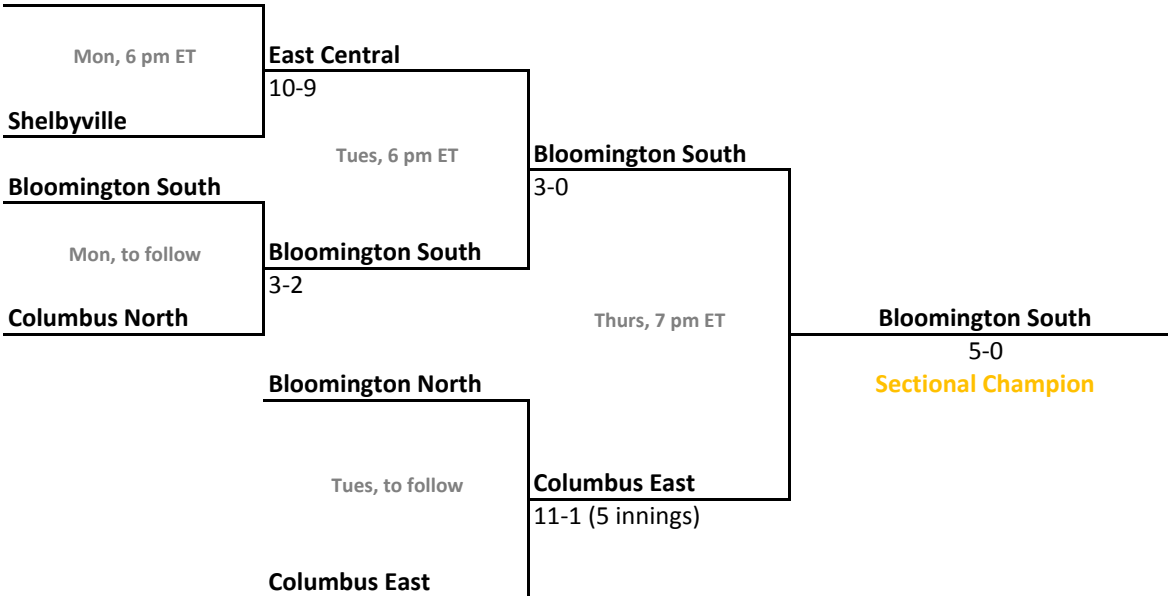 Mon, 6 pm ET
East Central
10-9
Shelbyville
Tues, 6 pm ET
Bloomington South
3-0
Bloomington South
Mon, to follow
Bloomington South
3-2
Columbus North
Thurs, 7 pm ET
Bloomington South
5-0
Sectional Champion
Bloomington North
Tues, to follow
Columbus East
11-1 (5 innings)
Columbus East